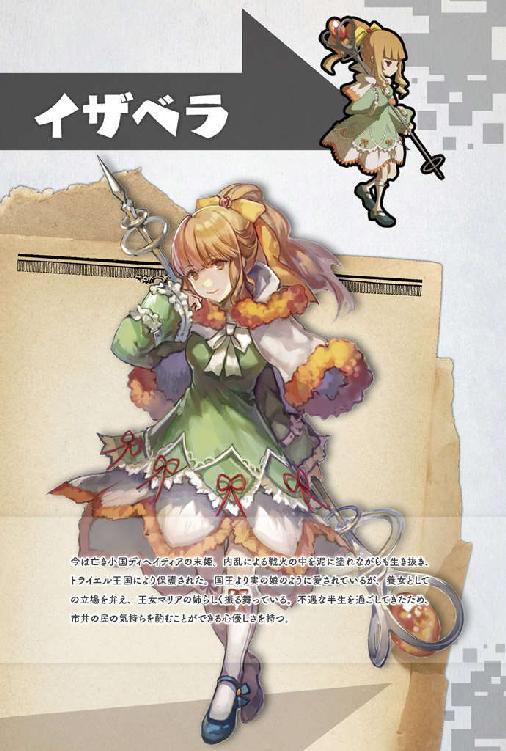 イザベラ
今は亡き小国ディヘイティアの末姫。内乱による戦火の中を泥に塗れながらも生き抜き、
トライエル王国により保護された。国王より実の娘のように愛されているが、養女として
の立場を弁え、王女マリアの姉らしく振る舞っている。不遇な半生を過ごしてきたため、
市井の民の気持ちを酌むことができる心優しさを持つ。